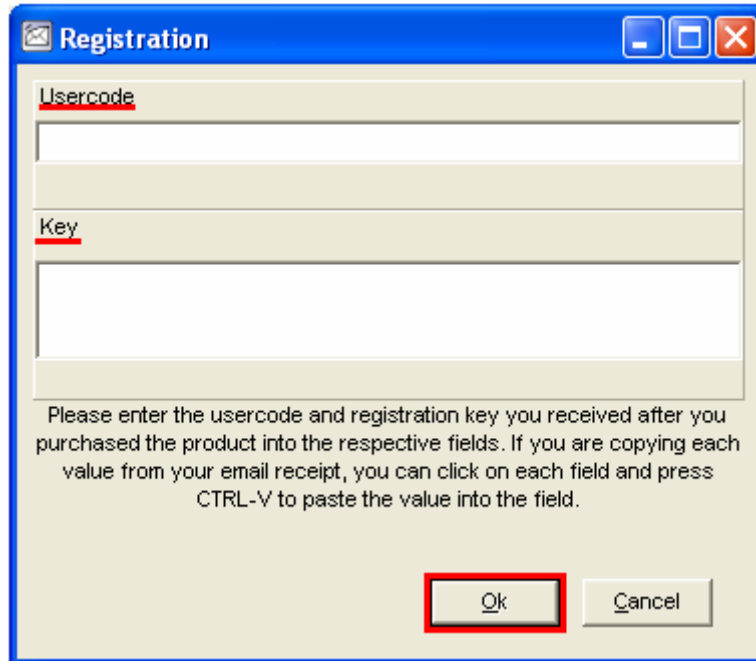 Registration
Usercode
Key
Please enter the usercode and registration key you received after you
purchased the product into the respective fields. If you are copying each
value from your email receipt, you can click on each field and press
CTRL-V to paste the value into the field.
Ok Cancel